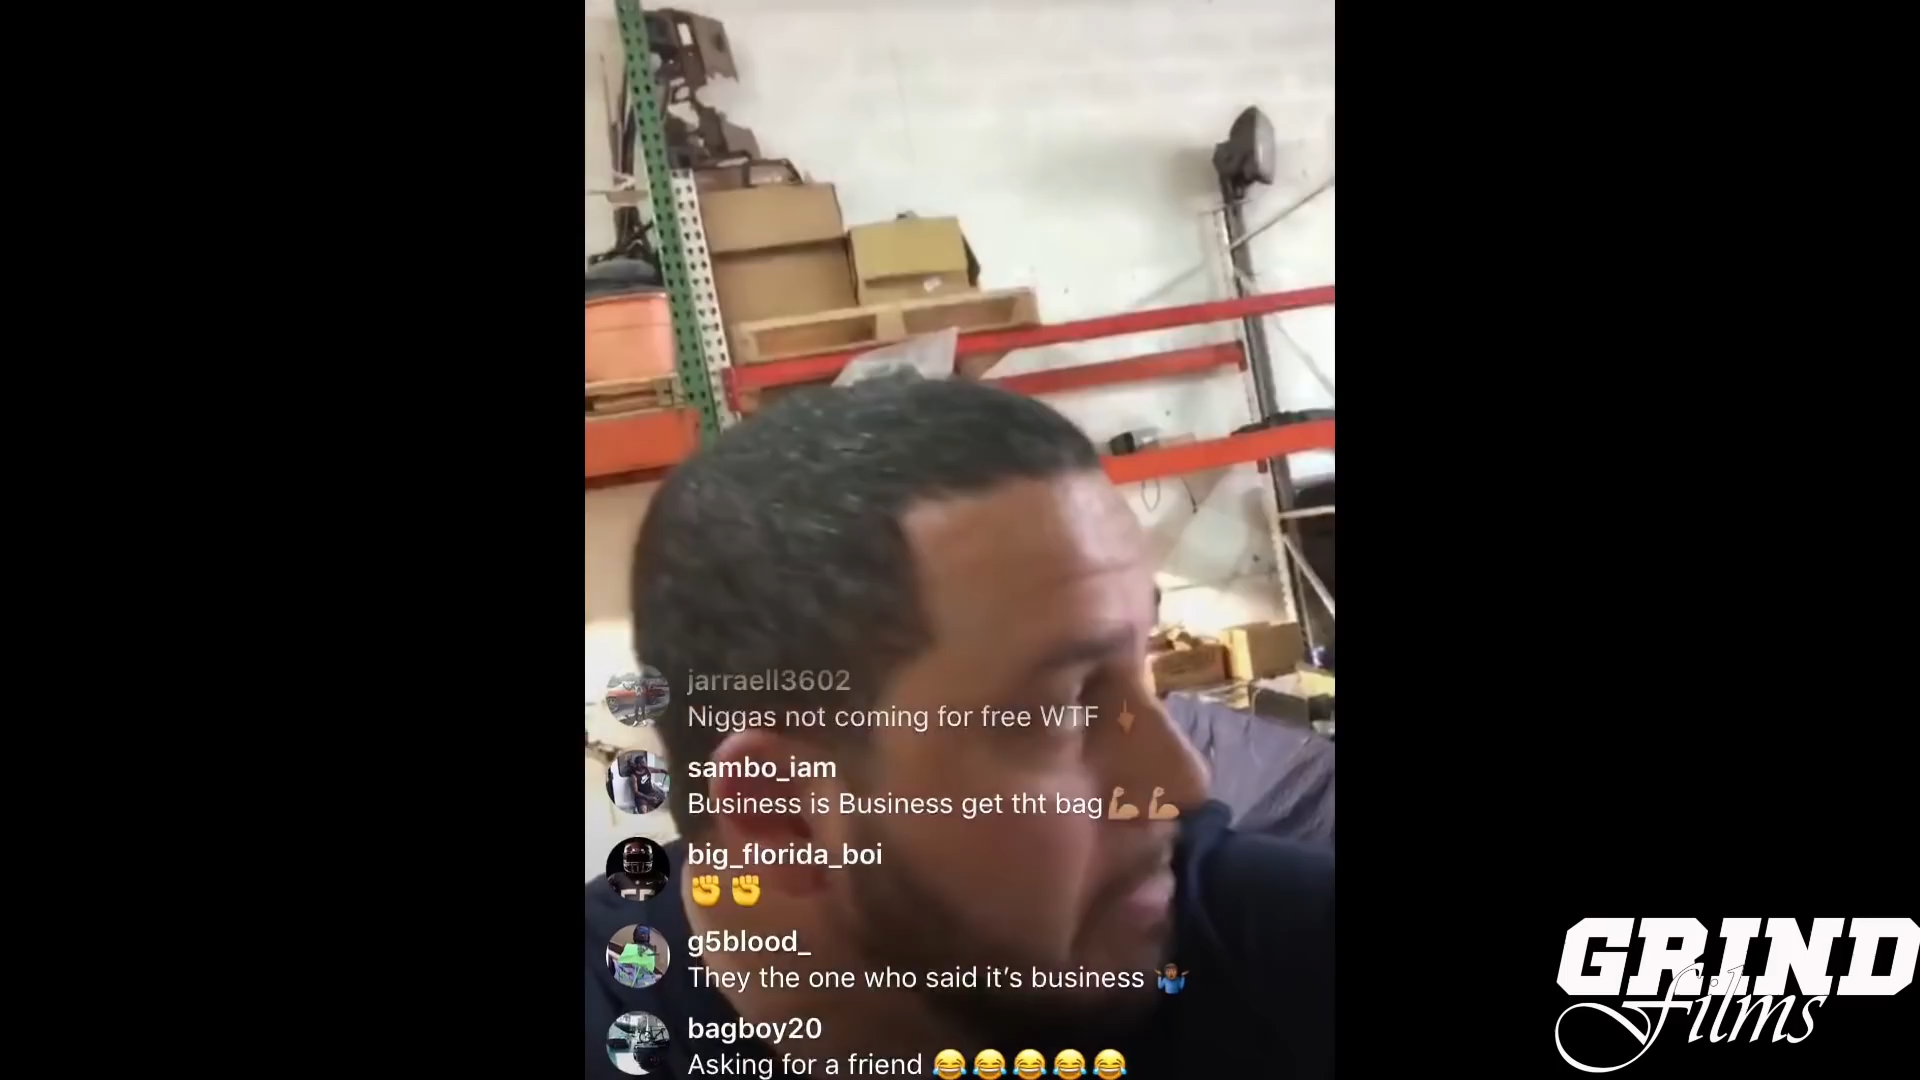 jarraell3602
Niggas not coming for free WTF 🖕🏾
sambo_iam
Business is Business get tht bag💪🏽💪🏽
big_florida_boi
✊✊
g5blood_
They the one who said it’s business 🤷🏾‍♂️
bagboy20
Asking for a friend 😂😂😂😂😂
GRIND
films